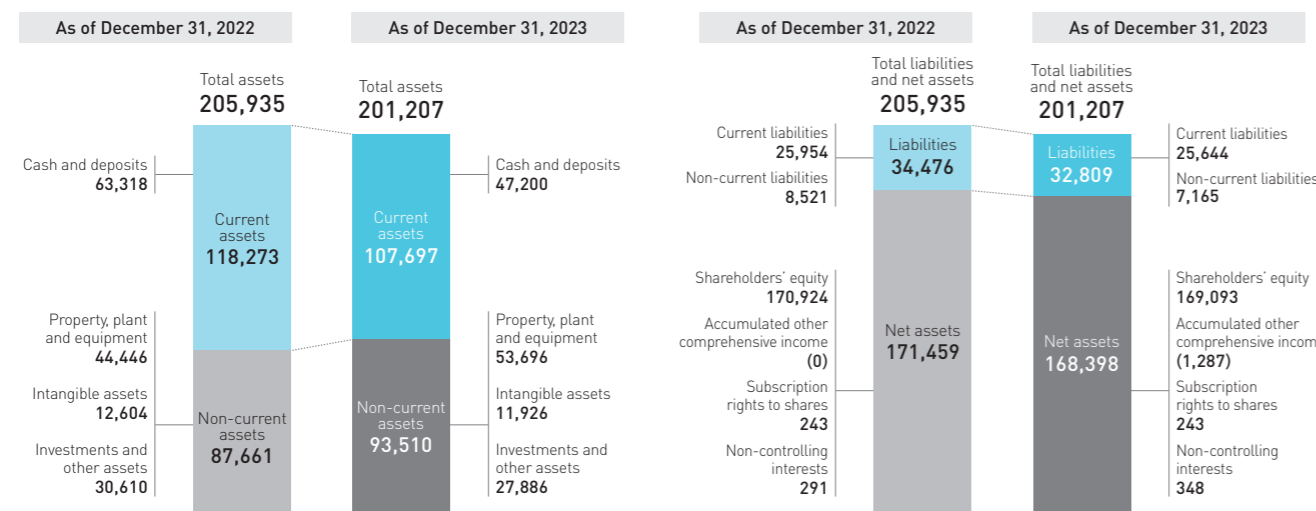 As of December 31, 2022
As of December 31, 2023
Total assets
205,935
Total assets
201,207
Cash and deposits
63,318
Current
assets
118,273
Current
assets
107,697
Cash and deposits
47,200
Property, plant
and equipment
44,446
Intangible assets
12,604
Investments and
other assets
30,610
Non-current
assets
87,661
Non-current
assets
93,510
Property, plant
and equipment
53,696
Intangible assets
11,926
Investments and
other assets
27,886
As of December 31, 2022
As of December 31, 2023
Total liabilities
and net assets
205,935
Total liabilities
and net assets
201,207
Current liabilities
25,954
Non-current liabilities
8,521
Liabilities
34,476
Liabilities
32,809
Current liabilities
25,644
Non-current liabilities
7,165
Shareholders' equity
170,924
Accumulated other
comprehensive income
(0)
Subscription
rights to shares
243
Non-controlling
interests
291
Net assets
171,459
Net assets
168,398
Shareholders' equity
169,093
Accumulated other
comprehensive incom
(1,287)
Subscription
rights to shares
243
Non-controlling
interests
348